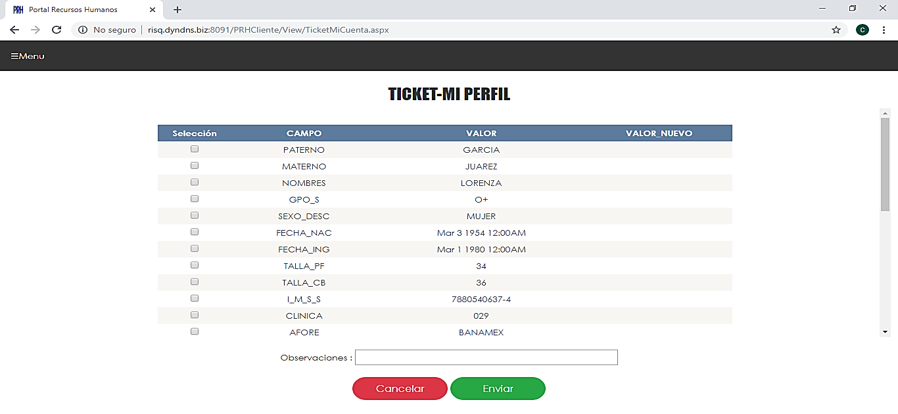 PRH Portal Recursos Humanos
No seguro | risq.dyndns.biz:8091/PRHCliente/View/TicketMiCuenta.aspx C
≡Menu
TICKET-MI PERFIL
Selección CAMPO VALOR VALOR_NUEVO
PATERNO GARCIA
MATERNO JUAREZ
NOMBRES LORENZA
GPO_S O+
SEXO_DESC MUJER
FECHA_NAC Mar 3 1954 12:00AM
FECHA_ING Mar 1 1980 12:00AM
TALLA_PF 34
TALLA_CB 36
I_M_S_S 7880540637-4
CLINICA 029
AFORE BANAMEX
Observaciones :
Cancelar Enviar